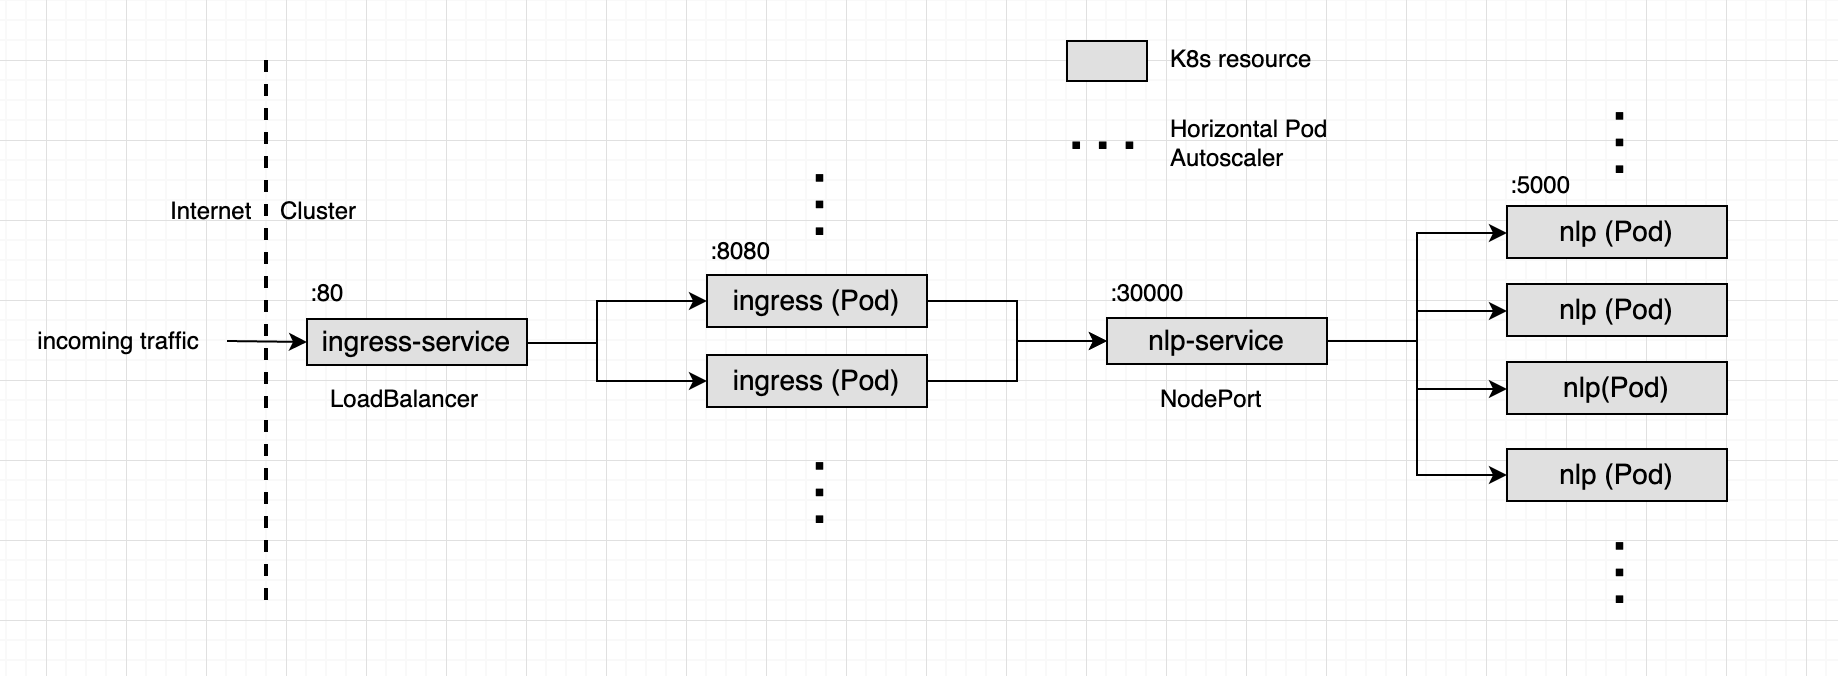 K8s resource
Horizontal Pod
Autoscaler
Internet
Cluster
incoming traffic
:80
ingress-service
LoadBalancer
:8080
ingress (Pod)
ingress (Pod)
:30000
nlp-service
NodePort
:5000
nlp (Pod)
nlp (Pod)
nlp(Pod)
nlp (Pod)